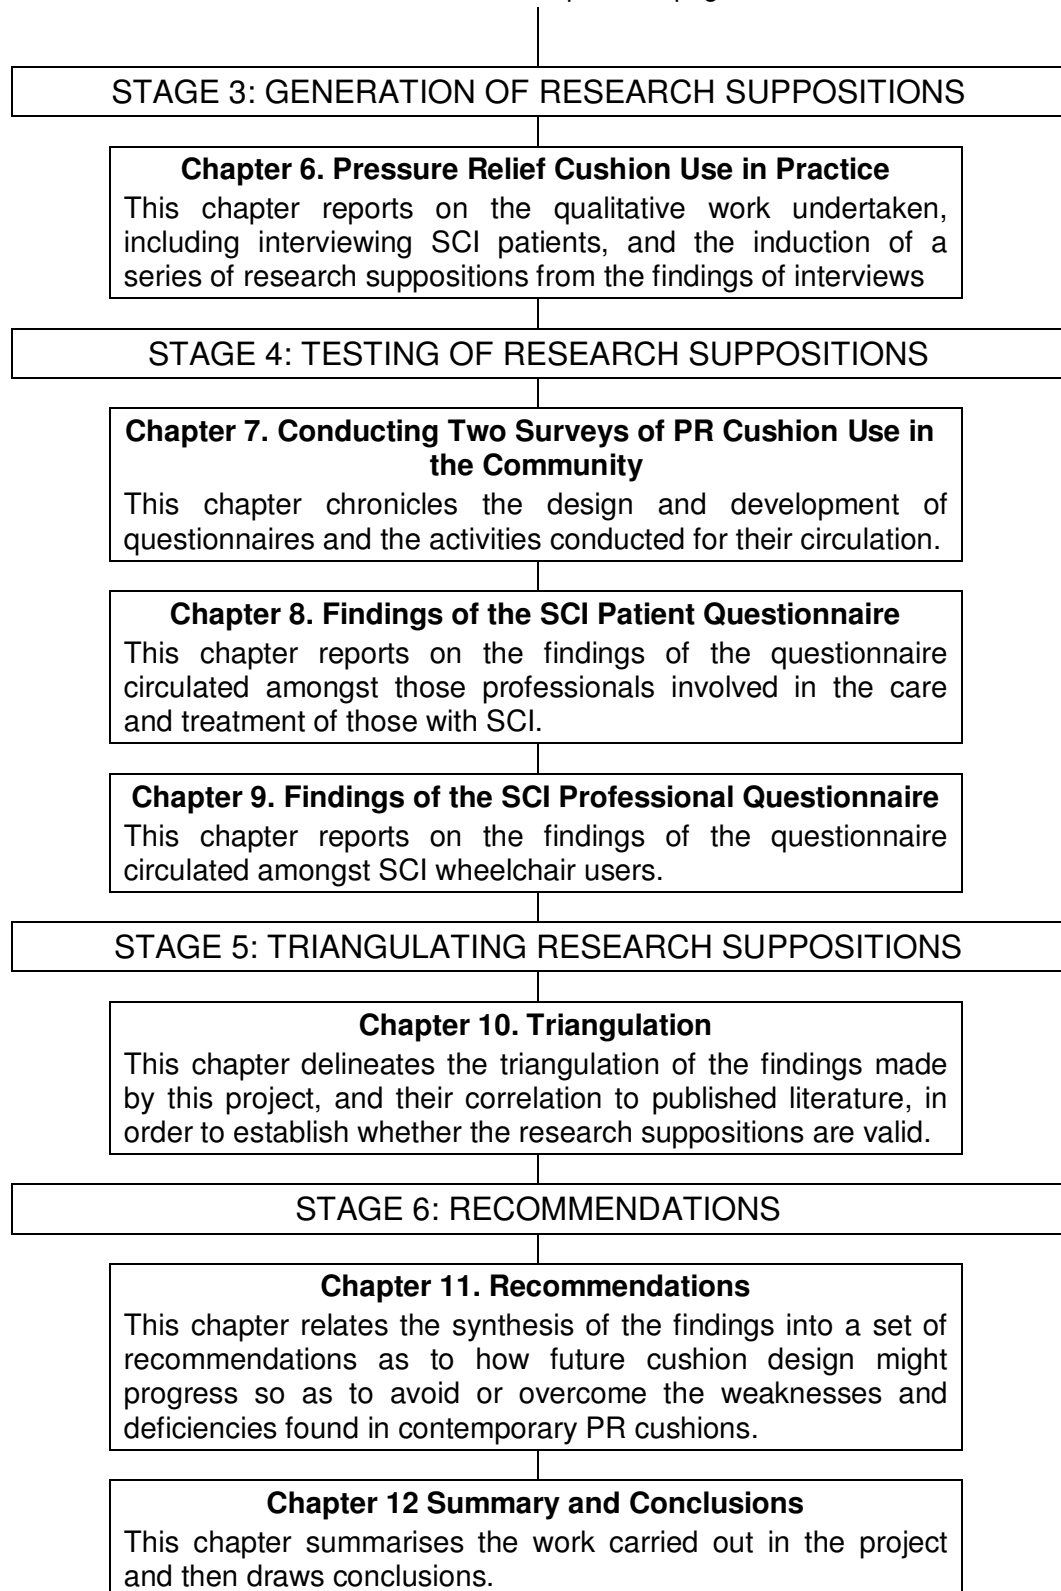 STAGE 3: GENERATION OF RESEARCH SUPPOSITIONS
Chapter 6. Pressure Relief Cushion Use in Practice
This chapter reports on the qualitative work undertaken,
including interviewing SCI patients, and the induction of a
series of research suppositions from the findings of interviews
STAGE 4: TESTING OF RESEARCH SUPPOSITIONS
Chapter 7. Conducting Two Surveys of PR Cushion Use in
the Community
This chapter chronicles the design and development of
questionnaires and the activities conducted for their circulation.
Chapter 8. Findings of the SCI Patient Questionnaire
This chapter reports on the findings of the questionnaire
circulated amongst those professionals involved in the care
and treatment of those with SCI.
Chapter 9. Findings of the SCI Professional Questionnaire
This chapter reports on the findings of the questionnaire
circulated amongst SCI wheelchair users.
STAGE 5: TRIANGULATING RESEARCH SUPPOSITIONS
Chapter 10. Triangulation
This chapter delineates the triangulation of the findings made
by this project, and their correlation to published literature, in
order to establish whether the research suppositions are valid.
STAGE 6: RECOMMENDATIONS
Chapter 11. Recommendations
This chapter relates the synthesis of the findings into a set of
recommendations as to how future cushion design might
progress so as to avoid or overcome the weaknesses and
deficiencies found in contemporary PR cushions.
Chapter 12 Summary and Conclusions
This chapter summarises the work carried out in the project
and then draws conclusions.